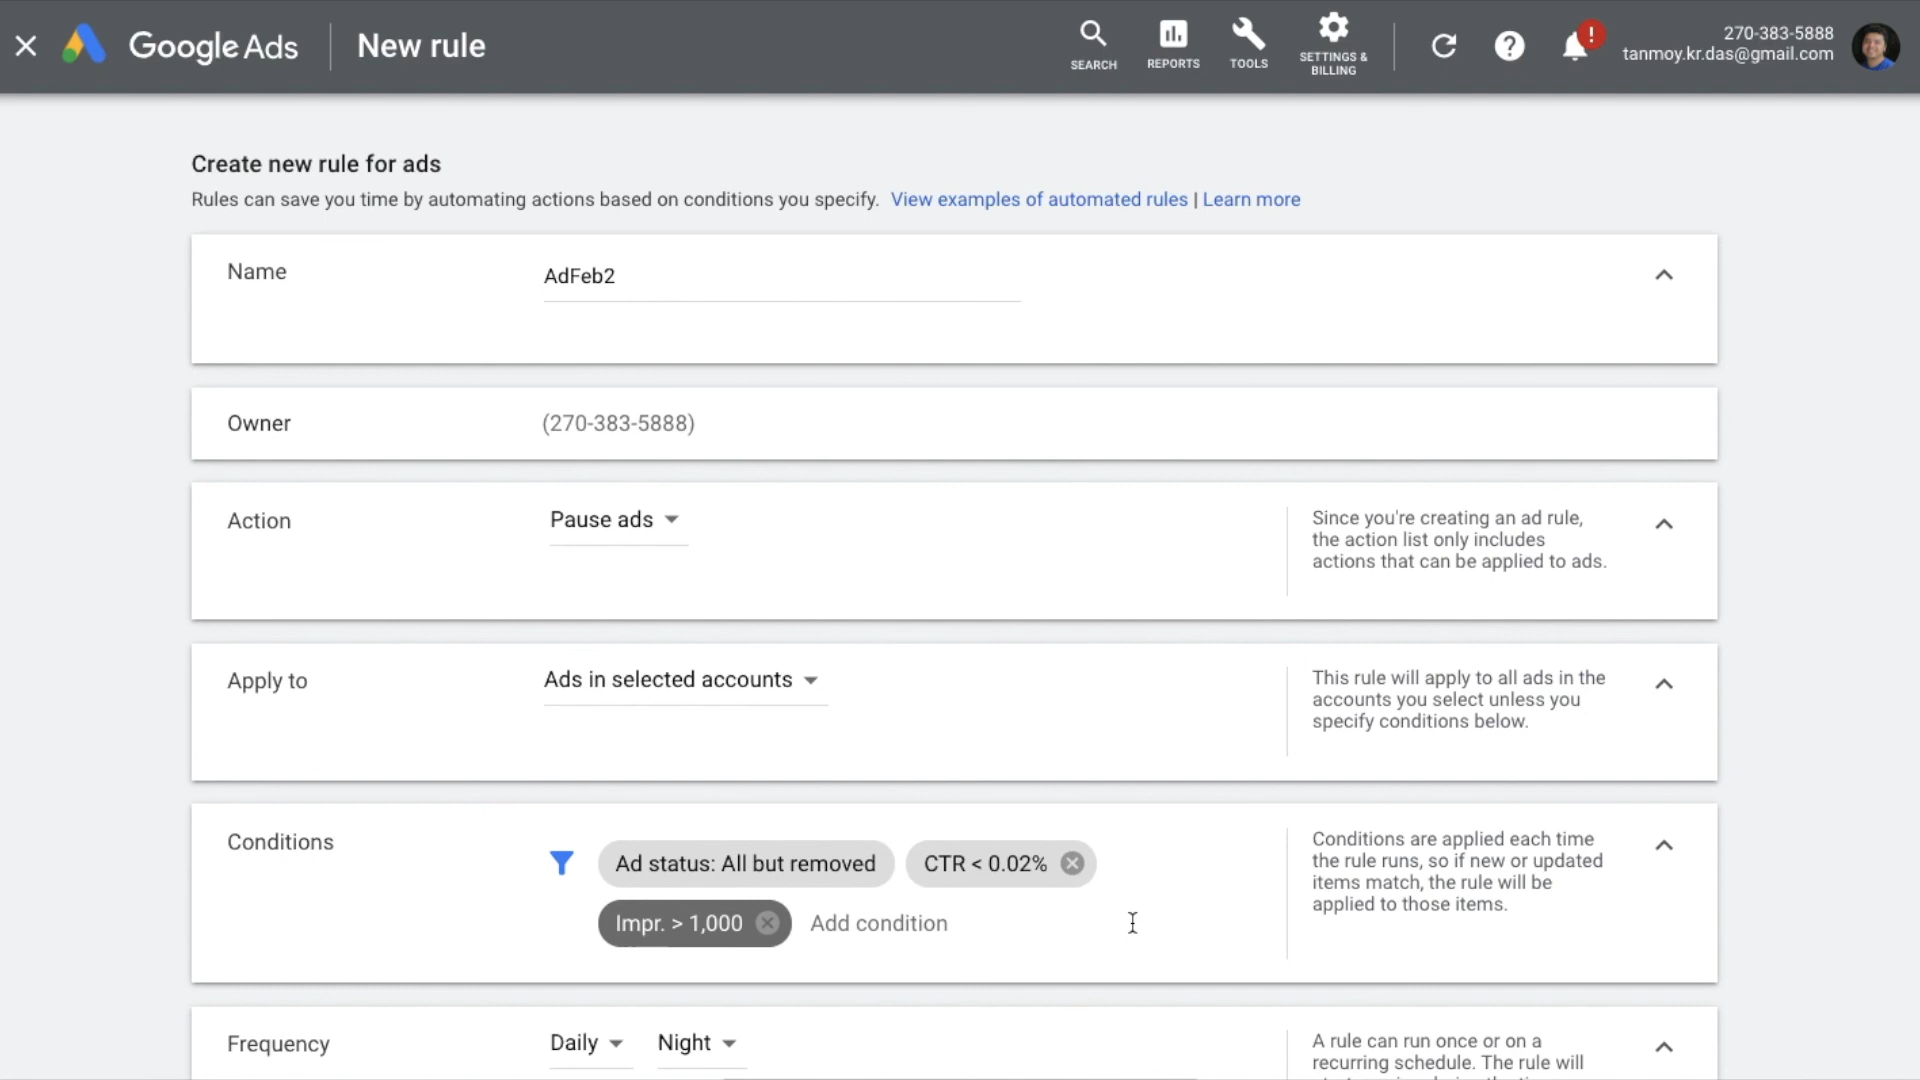 Google Ads
New rule
SEARCH
REPORTS
TOOLS
SETTINGS &
BILLING
!
270-383-5888
tanmoy.kr.das@gmail.com
Create new rule for ads
Rules can save you time by automating actions based on conditions you specify. View examples of automated rules | Learn more
Name
AdFeb2
Owner
(270-383-5888)
Action
Pause ads
Since you're creating an ad rule,
the action list only includes
actions that can be applied to ads.
Apply to
Ads in selected accounts
This rule will apply to all ads in the
accounts you select unless you
specify conditions below.
Conditions
Ad status: All but removed
CTR < 0.02%
Impr. > 1,000
Add condition
Conditions are applied each time
the rule runs, so if new or updated
items match, the rule will be
applied to those items.
Frequency
Daily
Night
A rule can run once or on a
recurring schedule. The rule will